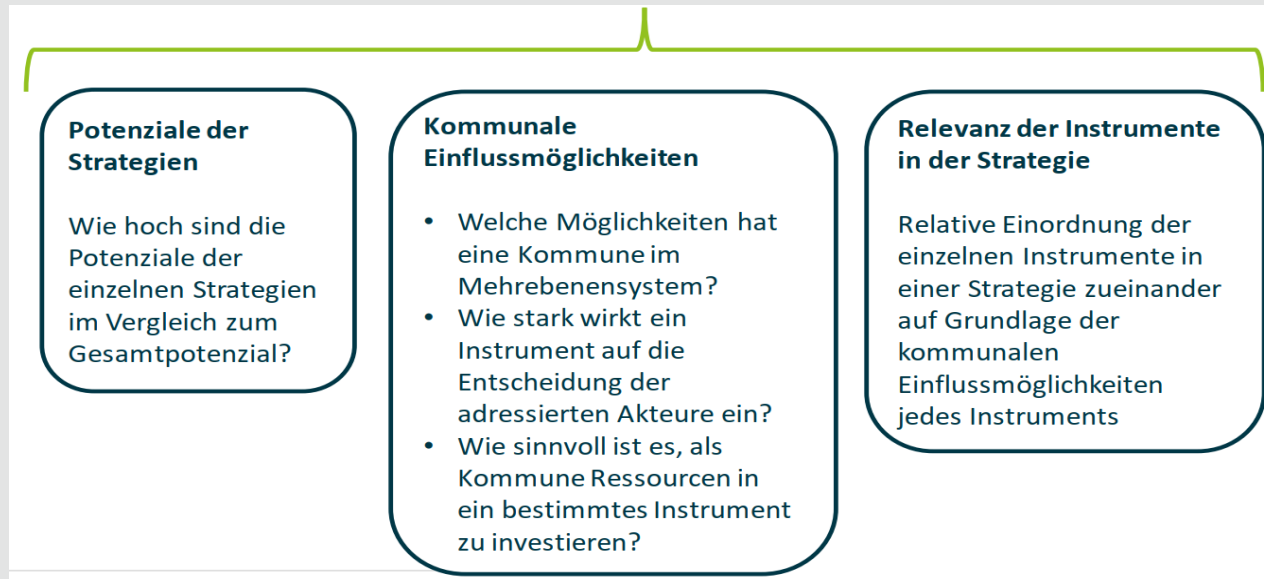 Potenziale der
Strategien
Wie hoch sind die
Potenziale der
einzelnen Strategien
im Vergleich zum
Gesamtpotenzial?
Kommunale
Einflussmöglichkeiten
• Welche Möglichkeiten hat
eine Kommune im
Mehrebenensystem?
• Wie stark wirkt ein
Instrument auf die
Entscheidung der
adressierten Akteure ein?
• Wie sinnvoll ist es, als
Kommune Ressourcen in
ein bestimmtes Instrument
zu investieren?
Relevanz der Instrumente
in der Strategie
Relative Einordnung der
einzelnen Instrumente in
einer Strategie zueinander
auf Grundlage der
kommunalen
Einflussmöglichkeiten
jedes Instruments